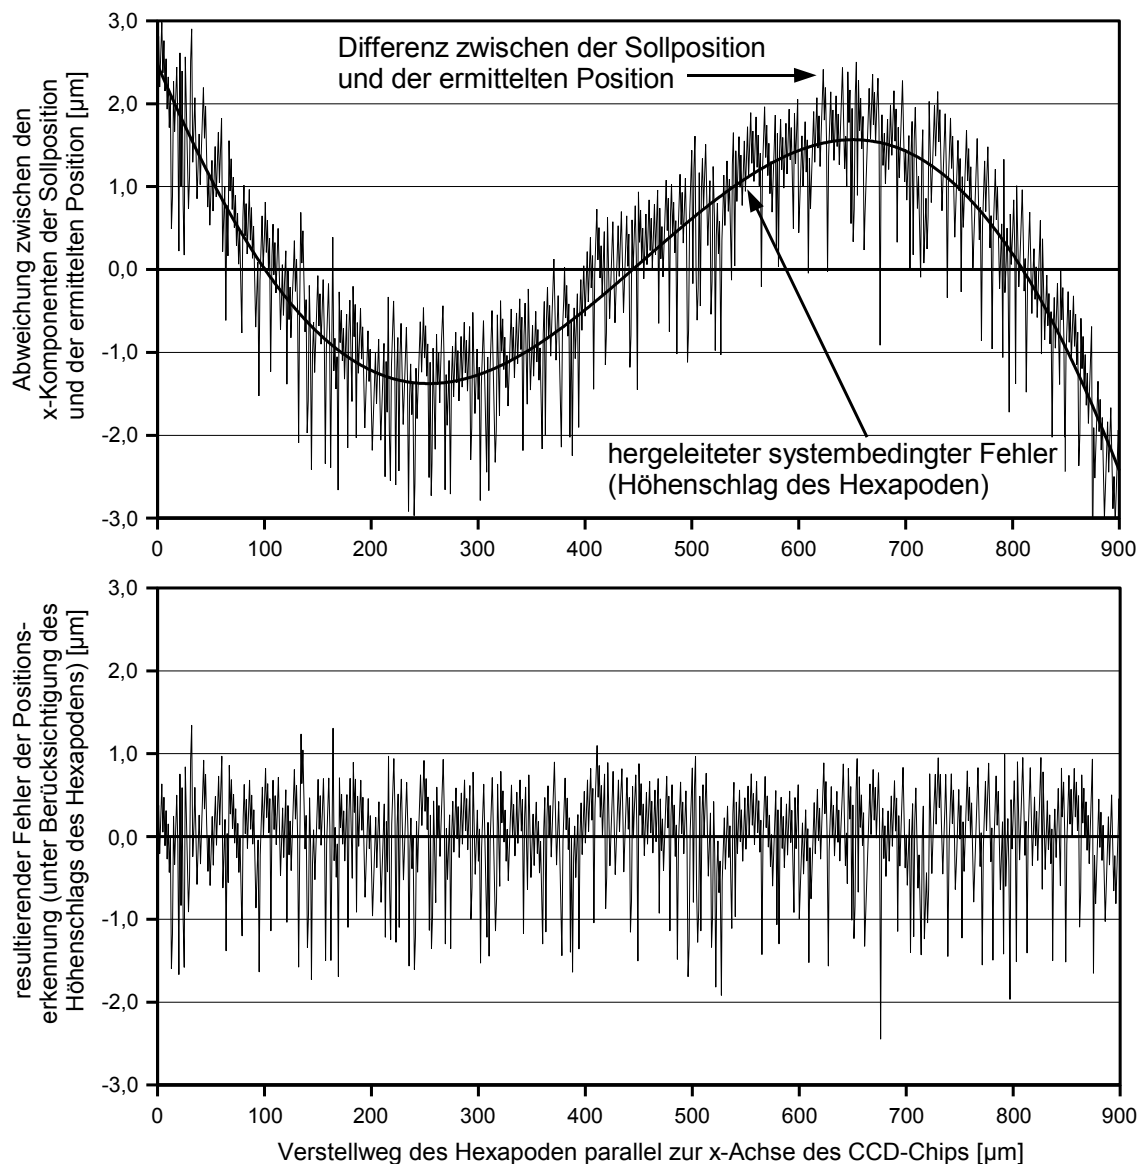 Abweichung zwischen den
x-Komponenten der Sollposition
und der ermittelten Position [µm]
3,0
2,0
1,0
0,0
-1,0
-2,0
-3,0
Differenz zwischen der Sollposition
und der ermittelten Position
hergeleiteter systembedingter Fehler
(Höhenschlag des Hexapoden)
0 100 200 300 400 500 600 700 800 900
resultierender Fehler der Positions-
erkennung (unter Berücksichtigung des
Höhenschlags des Hexapodens) [µm]
3,0
2,0
1,0
0,0
-1,0
-2,0
-3,0
0 100 200 300 400 500 600 700 800 900
Verstellweg des Hexapoden parallel zur x-Achse des CCD-Chips [µm]